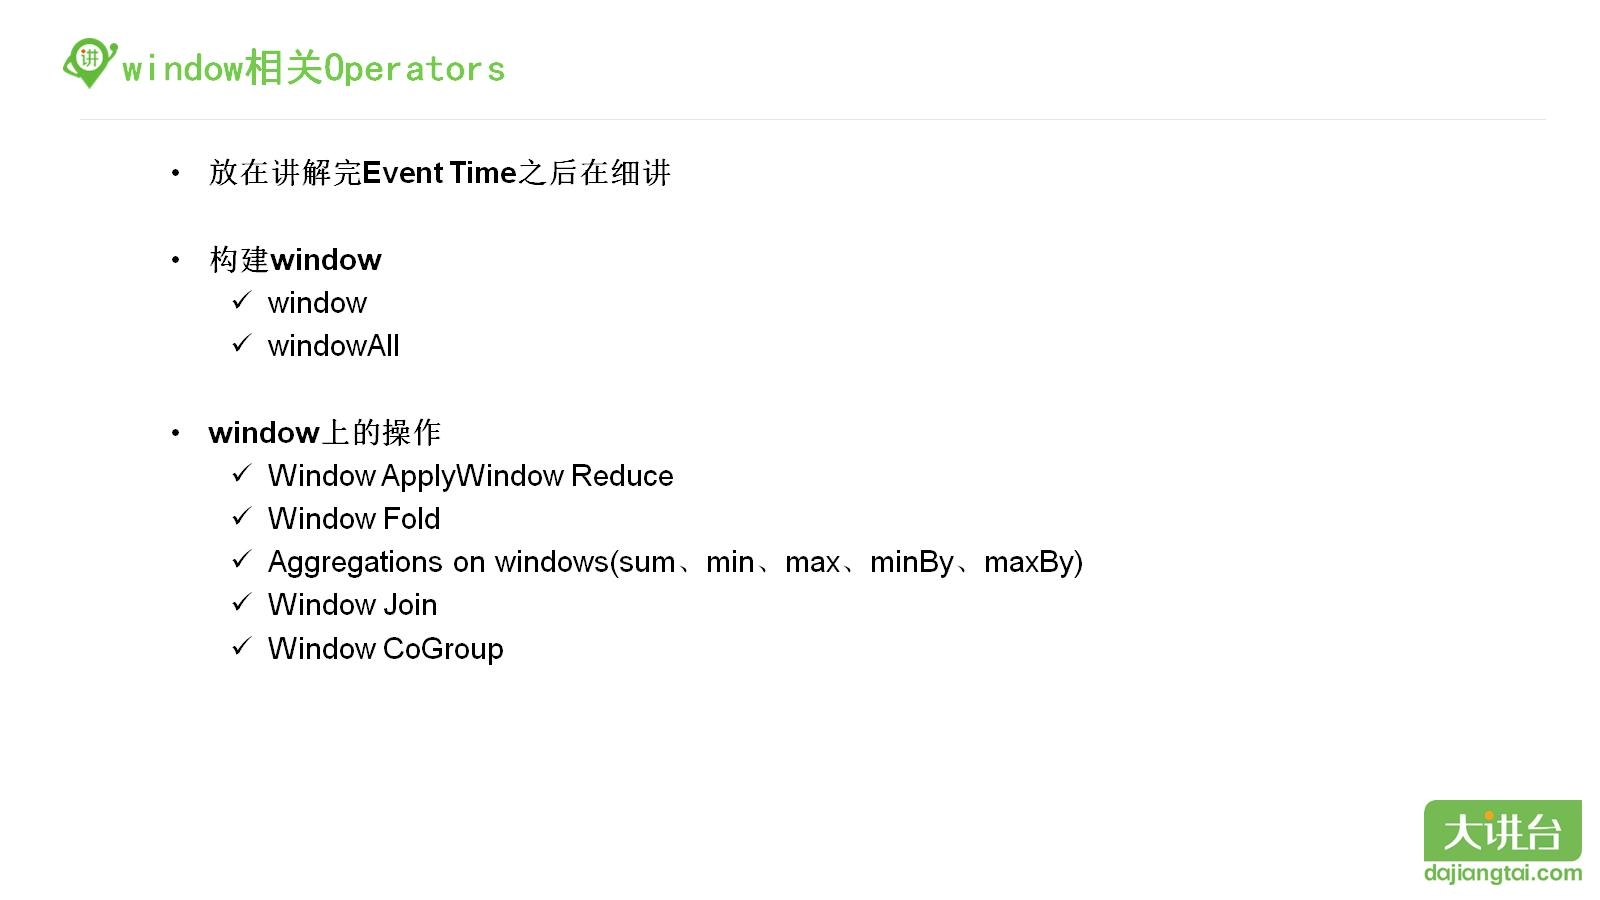 讲
window相关Operators
• 放在讲解完Event Time之后在细讲
• 构建window
✓ window
✓ windowAll
• window上的操作
✓ Window ApplyWindow Reduce
✓ Window Fold
✓ Aggregations on windows(sum、min、max、minBy、maxBy)
✓ Window Join
✓ Window CoGroup
大讲台
dajiangtai.com